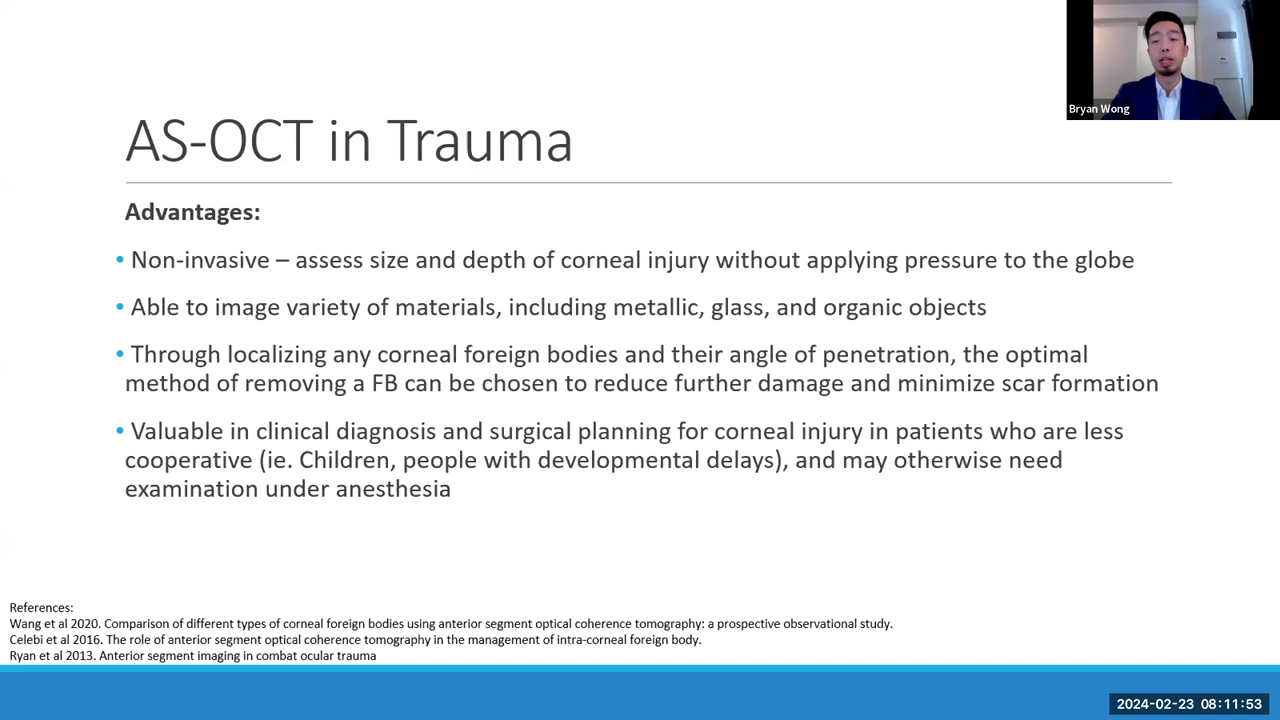 Bryan Wong
AS-OCT in Trauma
Advantages:
• Non-invasive – assess size and depth of corneal injury without applying pressure to the globe
• Able to image variety of materials, including metallic, glass, and organic objects
• Through localizing any corneal foreign bodies and their angle of penetration, the optimal
method of removing a FB can be chosen to reduce further damage and minimize scar formation
• Valuable in clinical diagnosis and surgical planning for corneal injury in patients who are less
cooperative (ie. Children, people with developmental delays), and may otherwise need
examination under anesthesia
References:
Wang et al 2020. Comparison of different types of corneal foreign bodies using anterior segment optical coherence tomography: a prospective observational study.
Celebi et al 2016. The role of anterior segment optical coherence tomography in the management of intra-corneal foreign body.
Ryan et al 2013. Anterior segment imaging in combat ocular trauma
2024-02-23 08:11:53